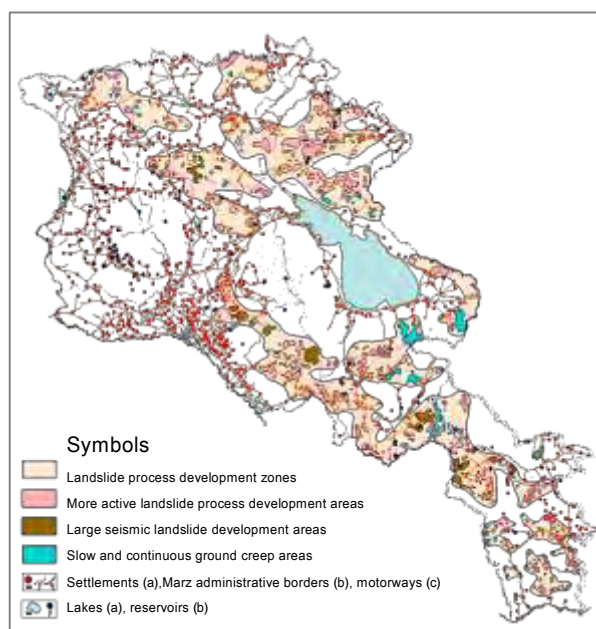 Symbols
Landslide process development zones
More active landslide process development areas
Large seismic landslide development areas
Slow and continuous ground creep areas
Settlements (a),Marz administrative borders (b), motorways (c)
Lakes (a), reservoirs (b)